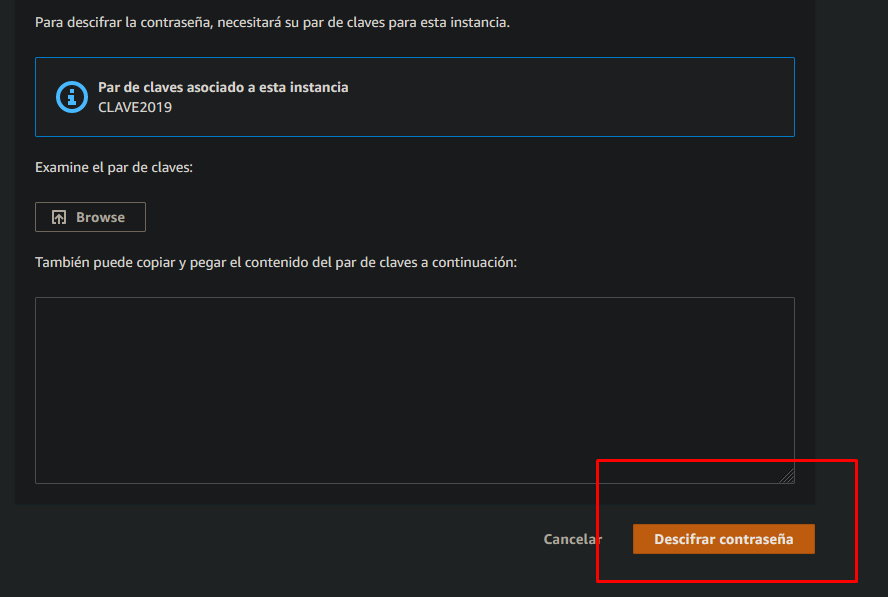 Para descifrar la contraseña, necesitará su par de claves para esta instancia.
Par de claves asociado a esta instancia
CLAVE2019
Examine el par de claves:
Browse
También puede copiar y pegar el contenido del par de claves a continuación:
Cancelar
Descifrar contraseña